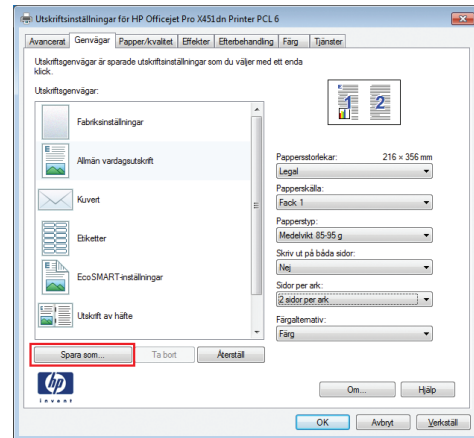 Utskriftsinställningar för HP Officejet Pro X451dn Printer PCL 6
Avancerat Genvägar Papper/kvalitet Effekter Efterbehandling Färg Tjänster
Utskriftsgenvägar är sparade utskriftsinställningar som du väljer med ett enda
klick.
Utskriftsgenvägar:
Fabriksinställningar
Allmän vardagsutskrift
Kuvert
Etiketter
EcoSMART-inställningar
Utskrift av häfte
Spara som...
Ta bort
Återställ
1 2
Pappersstorlekar: 216 × 356 mm
Legal
Papperskälla:
Fack 1
Papperstyp:
Medelvikt 85-95 g
Skriv ut på båda sidor:
Nej
Sidor per ark:
2 sidor per ark
Färgalternativ:
Färg
hp
invent
Om...
Hjälp
OK
Avbryt
Verkställ